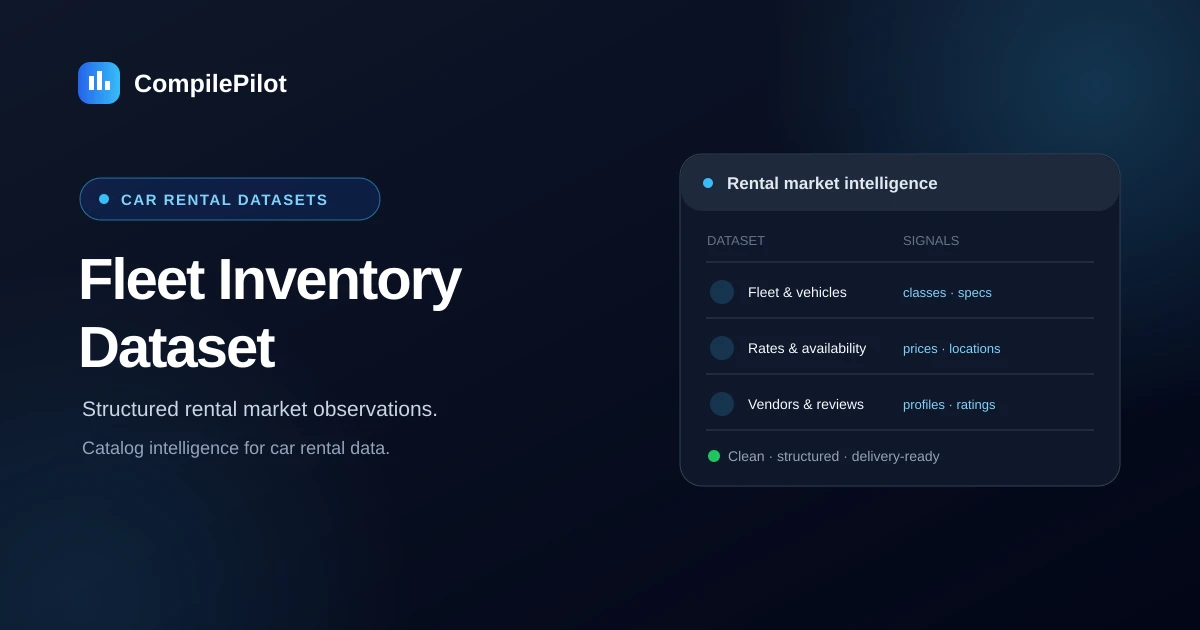 CompilePilot
CAR RENTAL DATASETS
Fleet Inventory
Dataset
Structured rental market observations.
Catalog intelligence for car rental data.
Rental market intelligence
DATASET SIGNALS
Fleet & vehicles classes · specs
Rates & availability prices · locations
Vendors & reviews profiles · ratings
Clean · structured · delivery-ready